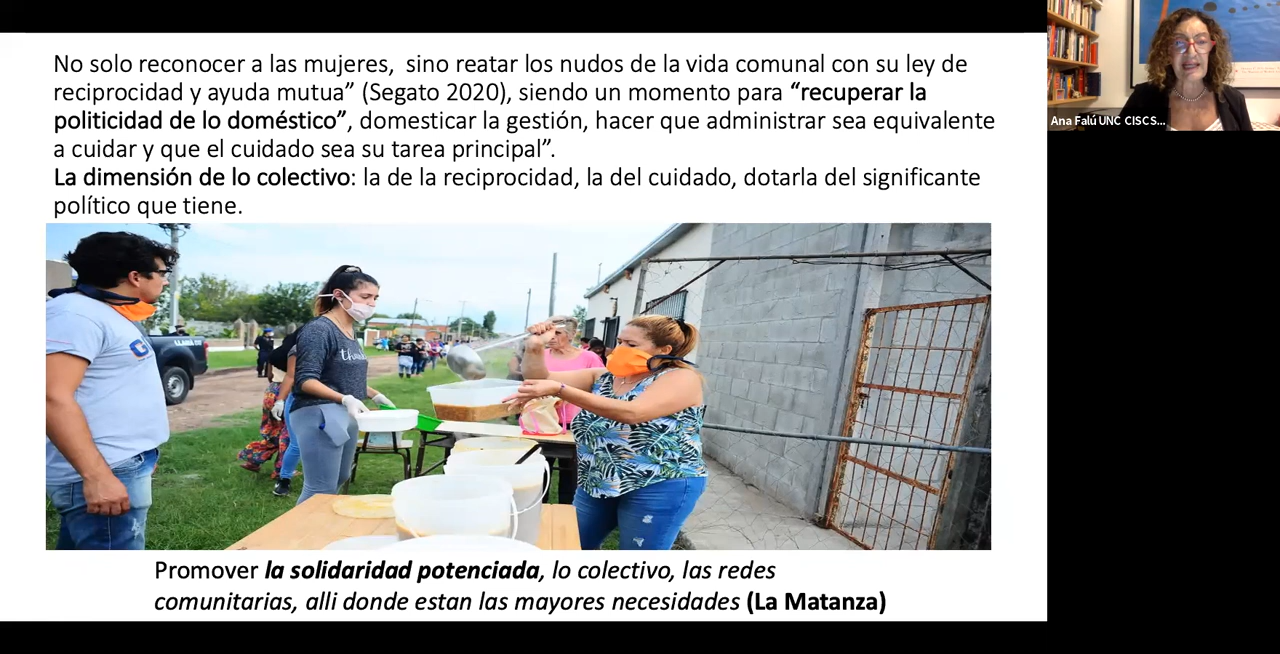 No solo reconocer a las mujeres,  sino reatar los nudos de la vida comunal con su ley de
reciprocidad y ayuda mutua” (Segato 2020), siendo un momento para “recuperar la
politicidad de lo doméstico”, domesticar la gestión, hacer que administrar sea equivalente
a cuidar y que el cuidado sea su tarea principal”.
La dimensión de lo colectivo: la de la reciprocidad, la del cuidado, dotarla del significante
político que tiene.
Promover la solidaridad potenciada, lo colectivo, las redes
comunitarias, alli donde estan las mayores necesidades (La Matanza)
Ana Falú UNC CISCS...